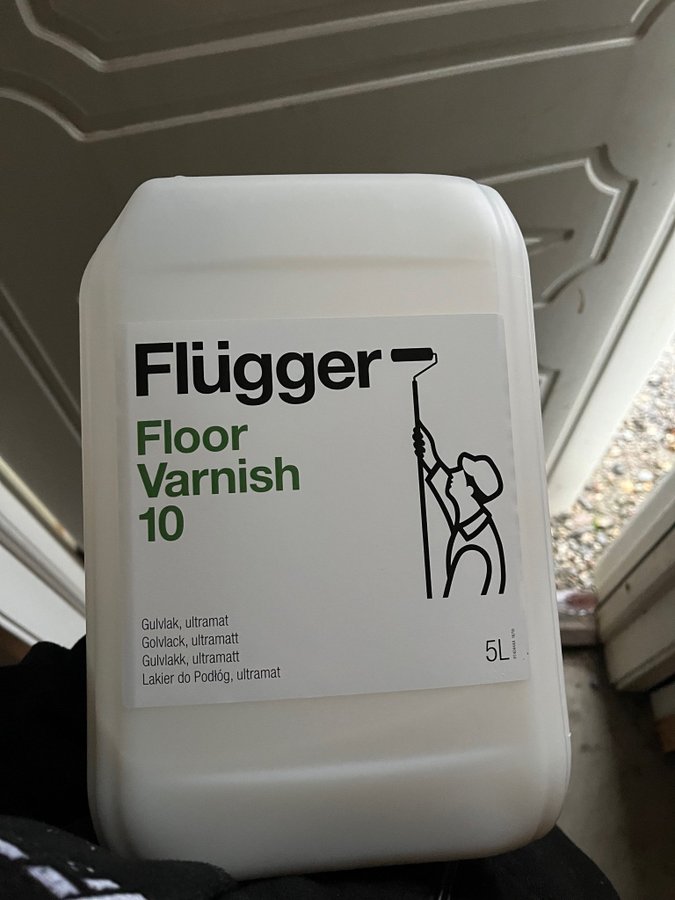 Flügger
Floor
Varnish
10
Gulvlak, ultramat
Golvlack, ultramatt
Gulvlakk, ultramatt
Lakier do Podłóg, ultramat
5L